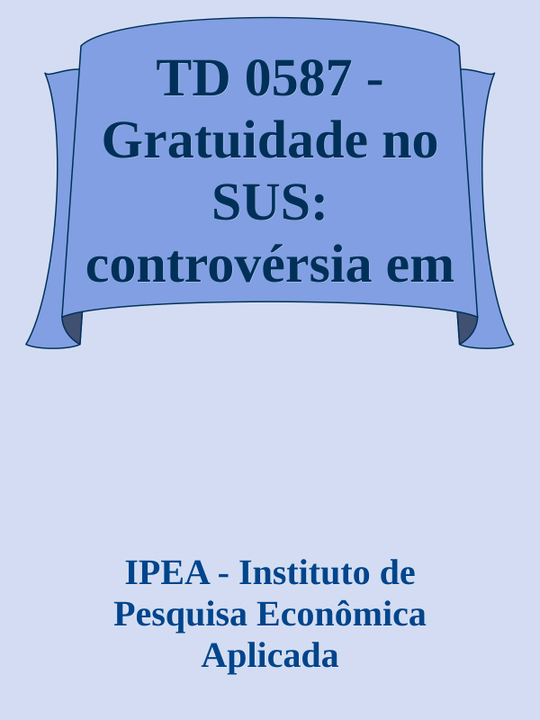 TD 0587 -
Gratuidade no
SUS:
controvérsia em
IPEA - Instituto de
Pesquisa Econômica
Aplicada